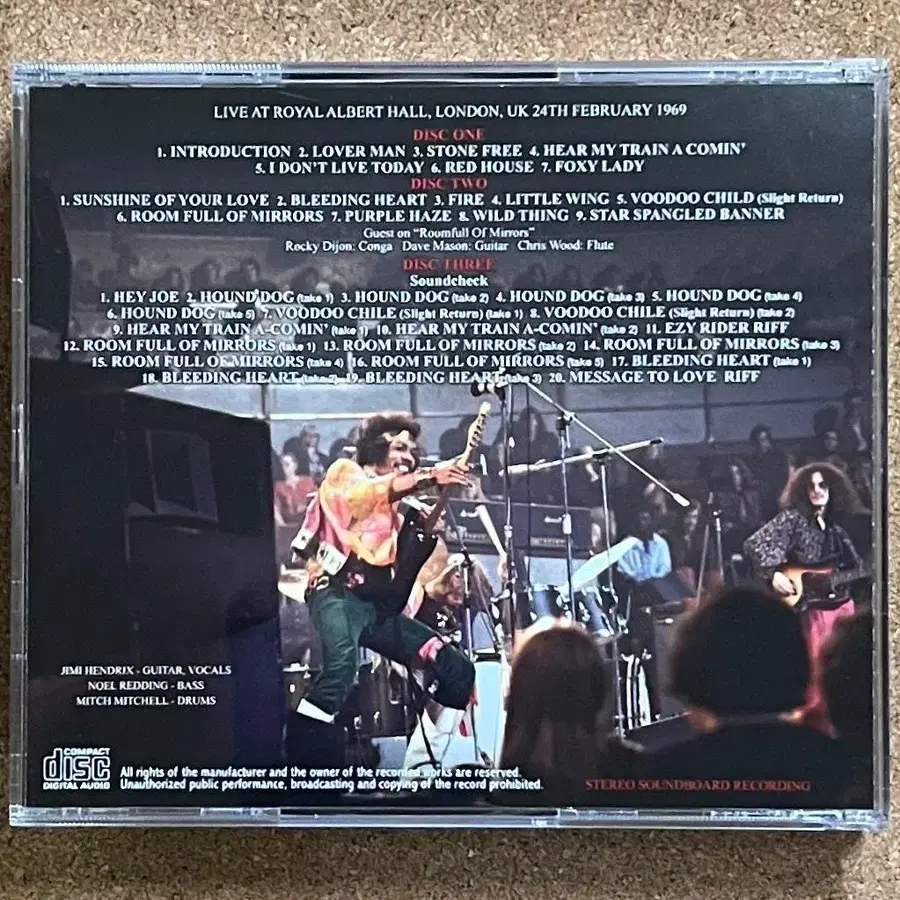 LIVE AT ROYAL ALBERT HALL, LONDON, UK 24TH FEBRUARY 1969
DISC ONE
1. INTRODUCTION 2. LOVER MAN 3. STONE FREE 4. HEAR MY TRAIN A COMIN'
5. I DON'T LIVE TODAY 6. RED HOUSE 7. FOXY LADY
DISC TWO
1. SUNSHINE OF YOUR LOVE 2. BLEEDING HEART 3. FIRE 4. LITTLE WING 5. VOODOO CHILD (Slight Return)
6. ROOM FULL OF MIRRORS 7. PURPLE HAZE 8. WILD THING 9. STAR SPANGLED BANNER
Guest on "Roomfull Of Mirrors"
Rocky Dijon: Conga Dave Mason: Guitar Chris Wood: Flute
DISC THREE
Soundcheck
1. HEY JOE 2. HOUND DOG (take 1) 3. HOUND DOG (take 2) 4. HOUND DOG (take 3) 5. HOUND DOG (take 4)
6. HOUND DOG (take 5) 7. VOODOO CHILE (Slight Return) (take 1) 8. VOODOO CHILE (Slight Return) (take 2)
9. HEAR MY TRAIN A-COMIN' (take 1) 10. HEAR MY TRAIN A-COMIN' (take 2) 11. EZY RIDER RIFF
12. ROOM FULL OF MIRRORS (take 1) 13. ROOM FULL OF MIRRORS (take 2) 14. ROOM FULL OF MIRRORS (take 3)
15. ROOM FULL OF MIRRORS (take 4) 16. ROOM FULL OF MIRRORS (take 5) 17. BLEEDING HEART (take 1)
18. BLEEDING HEART (take 2) 19. BLEEDING HEART (take 3) 20. MESSAGE TO LOVE RIFF
JIMI HENDRIX - GUITAR, VOCALS
NOEL REDDING - BASS
MITCH MITCHELL - DRUMS
COMPACT
disc
DIGITAL AUDIO
All rights of the manufacturer and the owner of the recorded works are reserved.
Unauthorized public performance, broadcasting and copying of the record prohibited.
STEREO SOUNDBOARD RECORDING